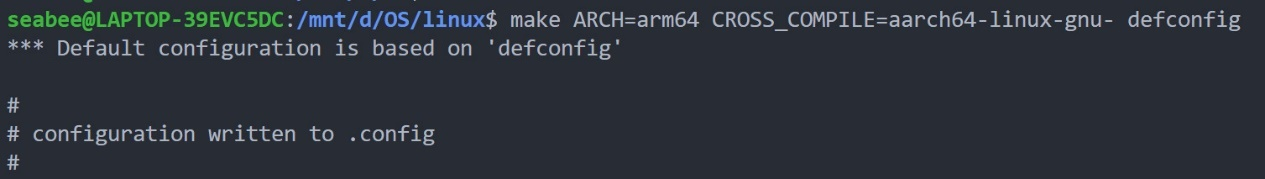 seabee@LAPTOP-39EVC5DC:/mnt/d/OS/linux$ make ARCH=arm64 CROSS_COMPILE=aarch64-linux-gnu- defconfig
*** Default configuration is based on 'defconfig'
#
# configuration written to .config
#